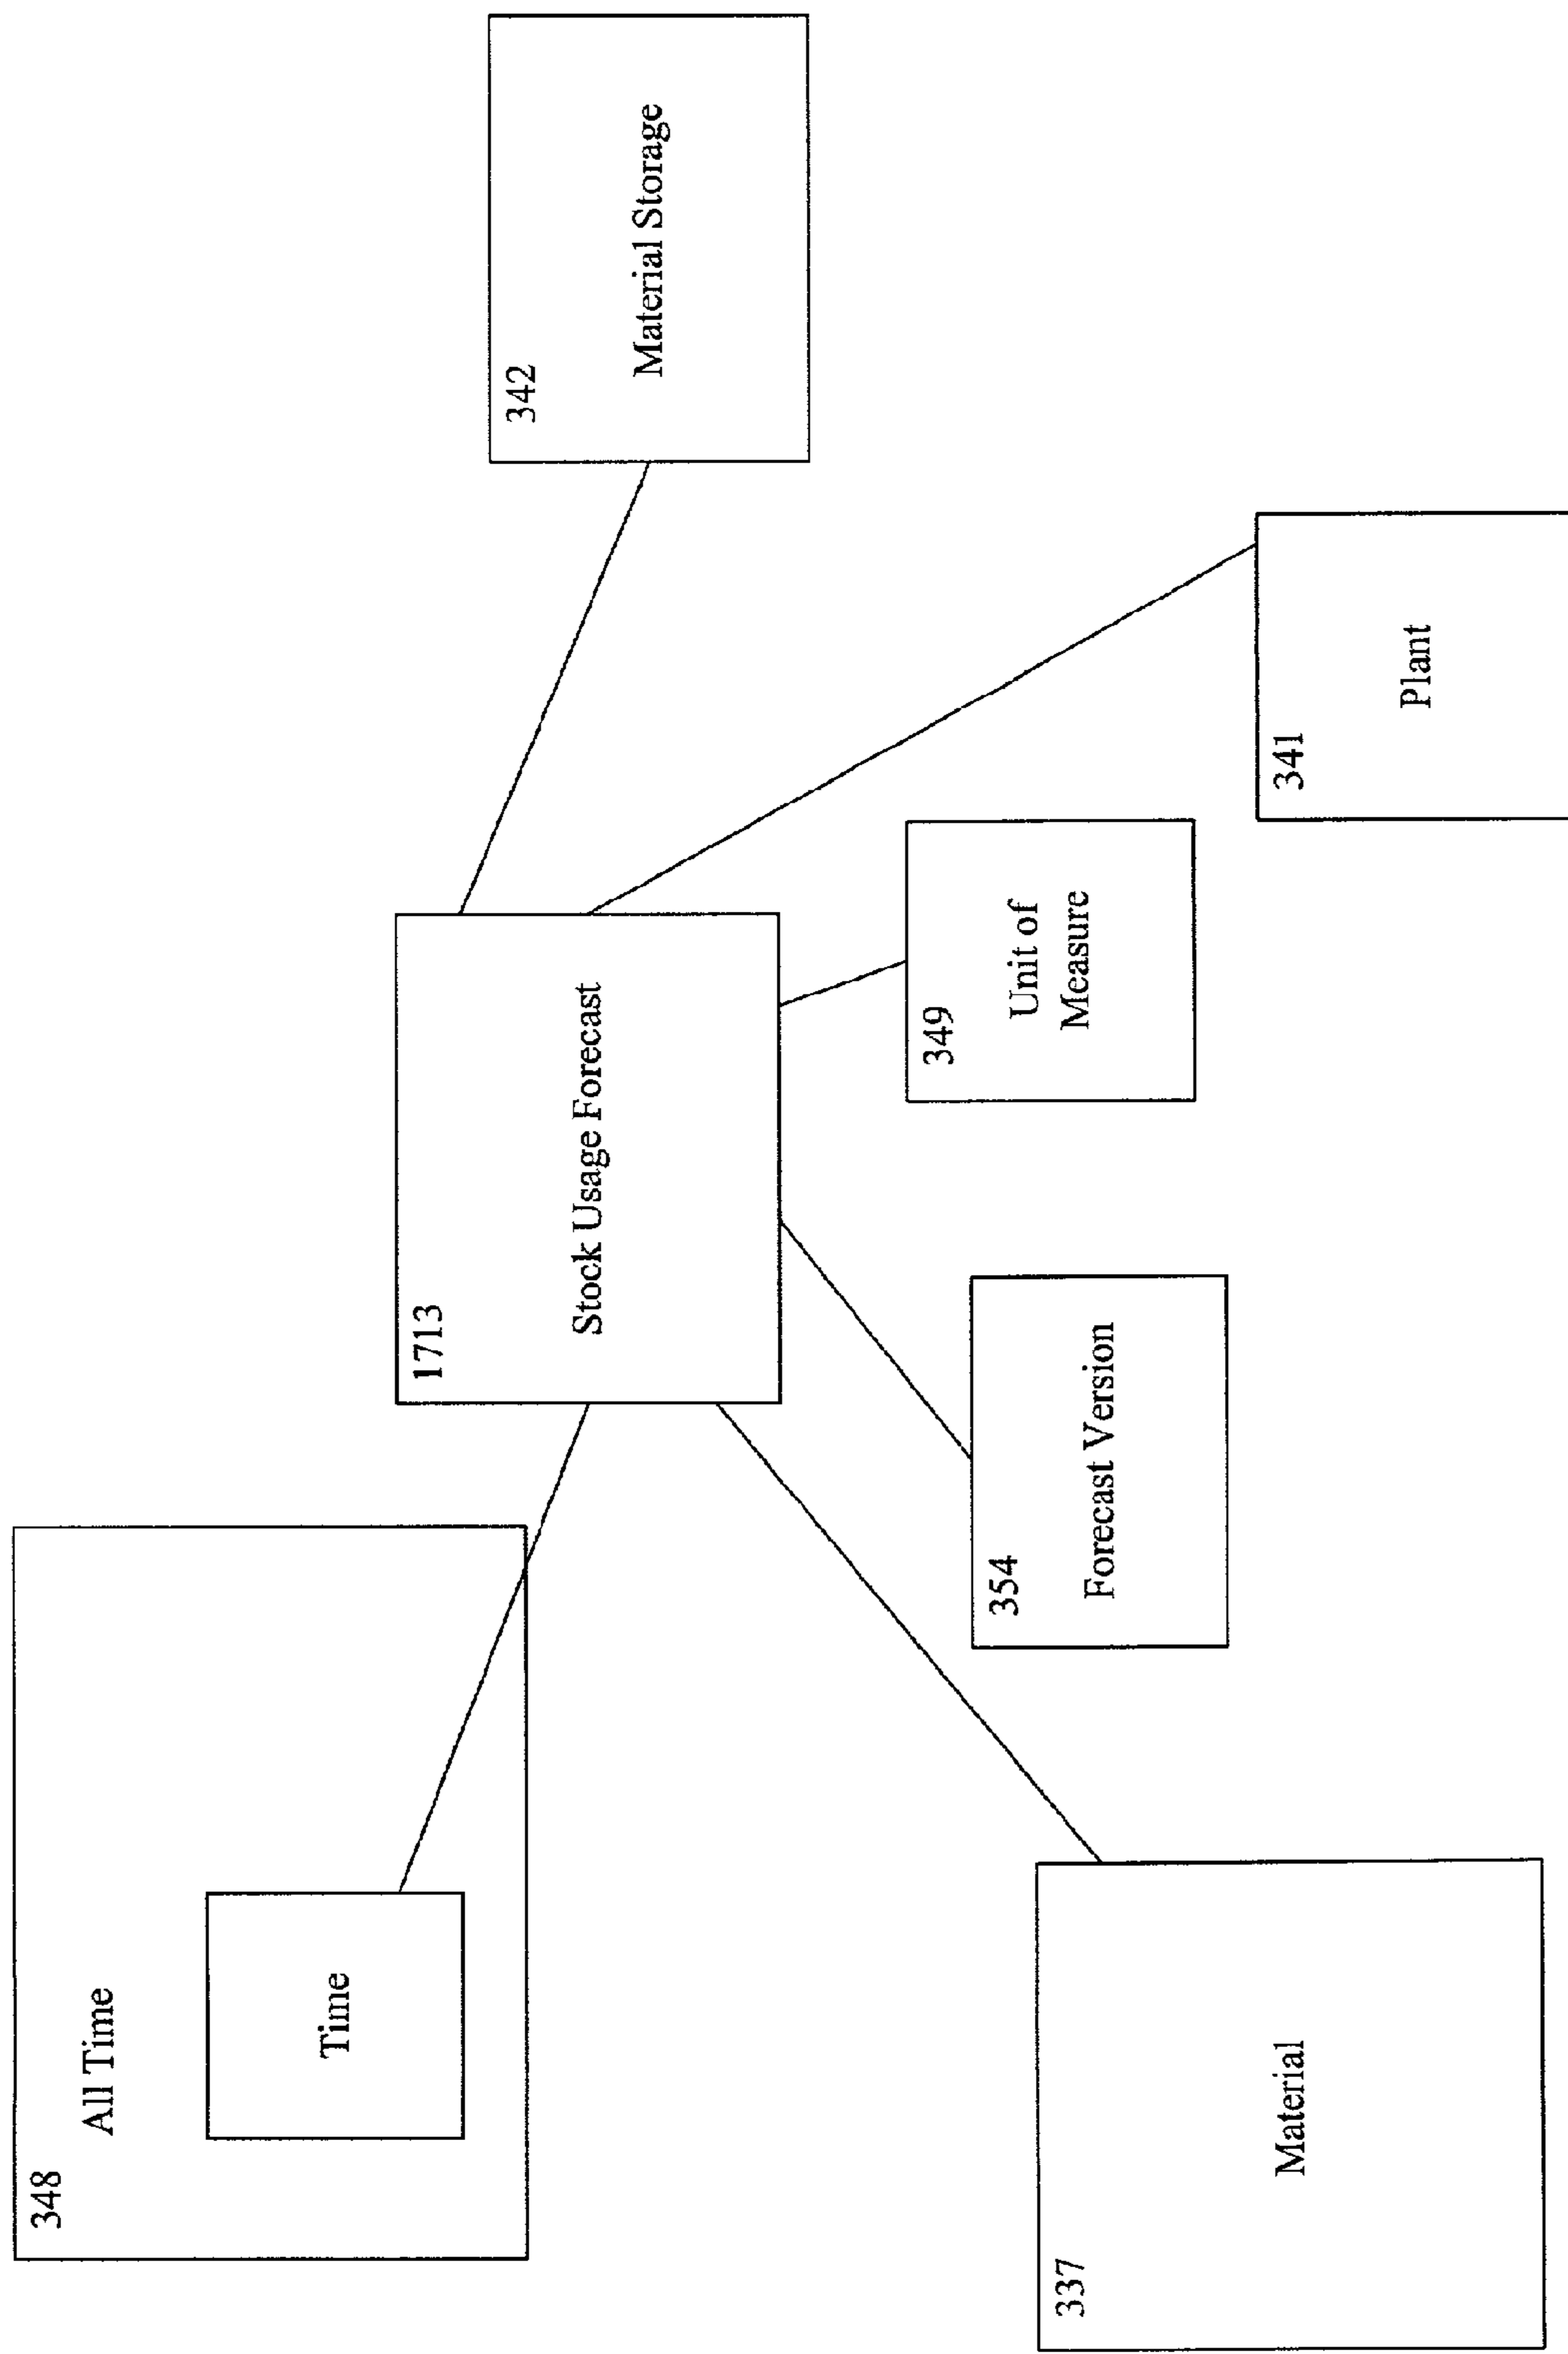 348
All Time
Time
1713
Stock Usage Forecast
342
Material Storage
337
Material
354
Forecast Version
349
Unit of
Measure
341
Plant